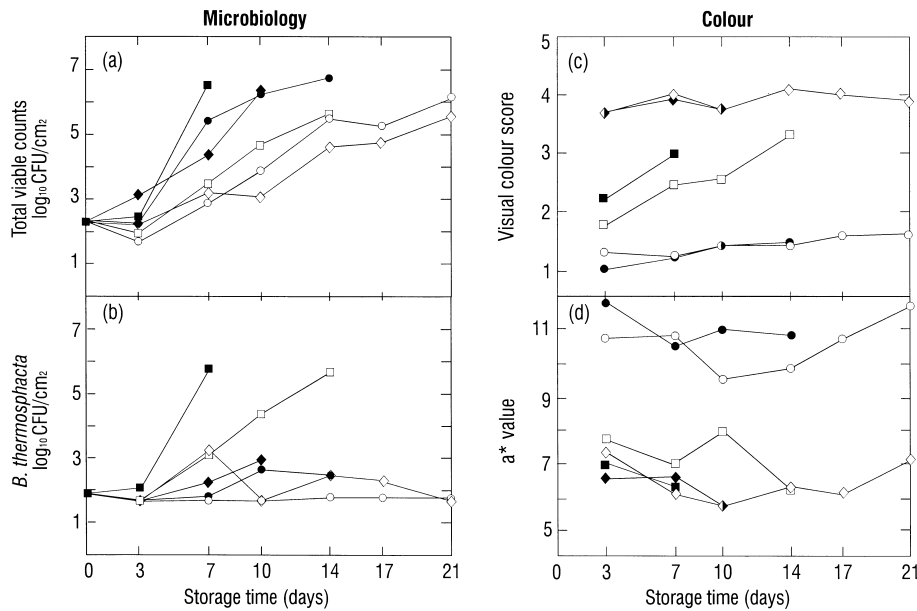 Microbiology
Colour
(a)
7
5
3
1
Total viable counts
log10 CFU/cm2
(b)
7
5
3
1
B. thermosphacta
log10 CFU/cm2
0 3 7 10 14 17 21
Storage time (days)
(c)
5
4
3
2
1
Visual colour score
(d)
11
9
7
5
a* value
0 3 7 10 14 17 21
Storage time (days)